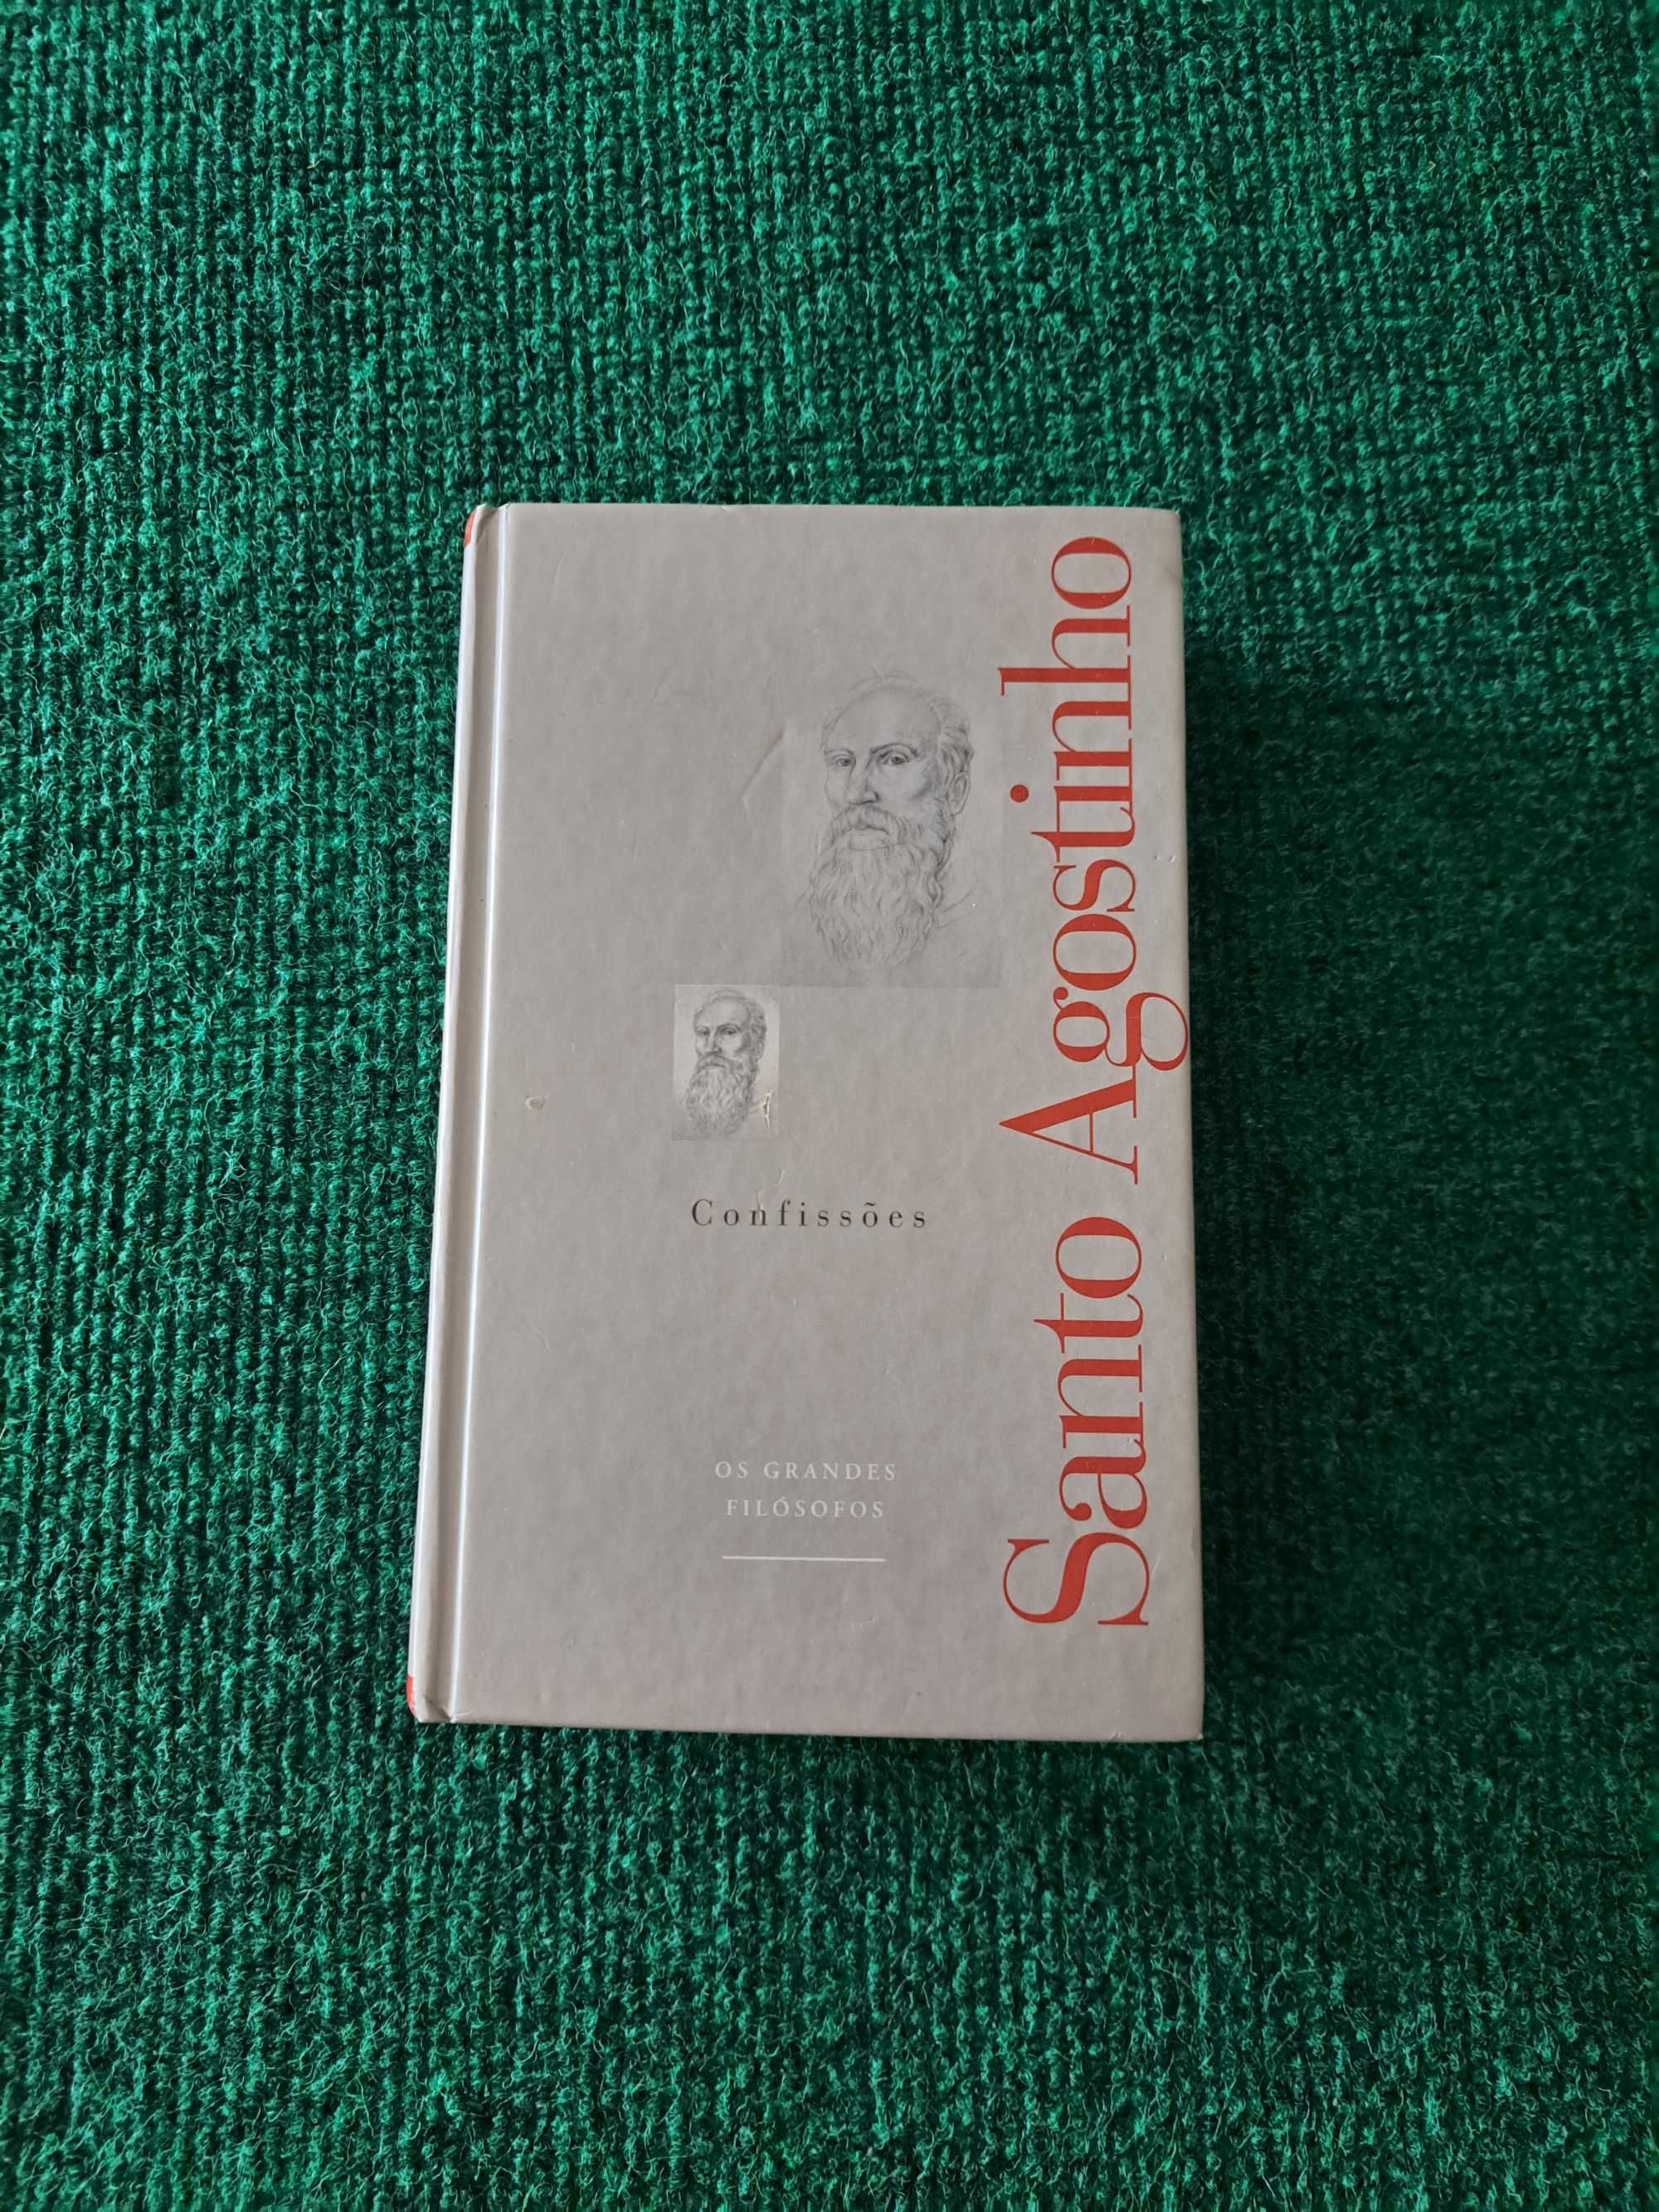 Santo Agostinho
Confissões
OS GRANDES
FILÓSOFOS